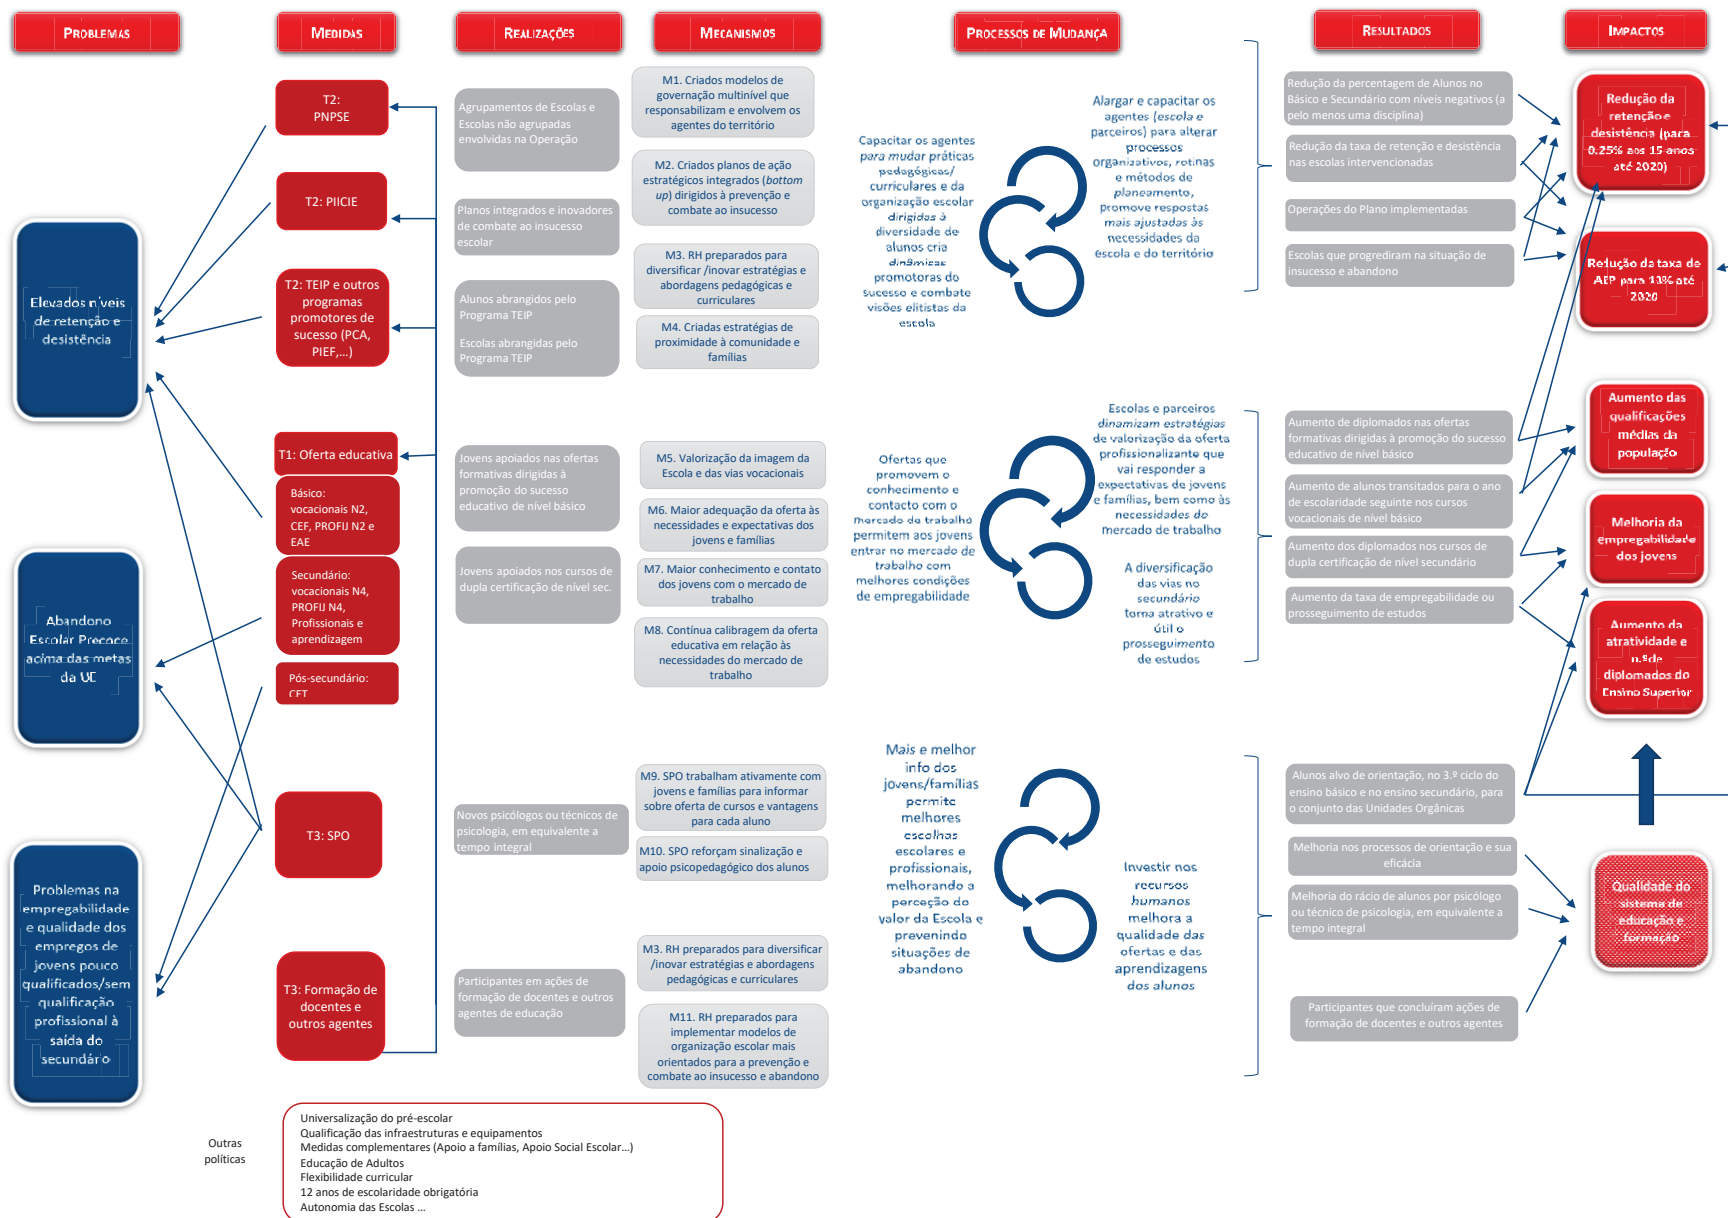 PROBLEMAS
MEDIDAS
REALIZAÇÕES
MECANISMOS
PROCESSOS DE MUDANÇA
RESULTADOS
IMPACTOS
Elevados níveis
de retenção e
desistência
Abandono
Escolar Precoce
acima das metas
da UE
Problemas na
empregabilidade
e qualidade dos
empregos de
jovens pouco
qualificados/sem
qualificação
profissional à
saída do
secundário
T2:
PNPSE
T2: PIICIE
T2: TEIP e outros
programas
promotores de
sucesso (PCA,
PIEF,...)
T1: Oferta educativa
Básico:
vocacionais N2,
CEF, PROFIJ N2 e
EAE
Secundário:
vocacionais N4,
PROFIJ N4,
Profissionais e
aprendizagem
Pós-secundário:
CET
T3: SPO
T3: Formação de
docentes e
outros agentes
Agrupamentos de Escolas e
Escolas não agrupadas
envolvidas na Operação
Planos integrados e inovadores
de combate ao insucesso
escolar
Alunos abrangidos pelo
Programa TEIP
Escolas abrangidas pelo
Programa TEIP
Jovens apoiados nas ofertas
formativas dirigidas à
promoção do sucesso
educativo de nível básico
Jovens apoiados nos cursos de
dupla certificação de nível sec.
Novos psicólogos ou técnicos de
psicologia, em equivalente a
tempo integral
Participantes em ações de
formação de docentes e outros
agentes de educação
M1. Criados modelos de
governação multinível que
responsabilizam e envolvem os
agentes do território
M2. Criados planos de ação
estratégicos integrados (bottom
up) dirigidos à prevenção e
combate ao insucesso
M3. RH preparados para
diversificar /inovar estratégias e
abordagens pedagógicas e
curriculares
M4. Criadas estratégias de
proximidade à comunidade e
famílias
M5. Valorização da imagem da
Escola e das vias vocacionais
M6. Maior adequação da oferta às
necessidades e expectativas dos
jovens e famílias
M7. Maior conhecimento e contato
dos jovens com o mercado de
trabalho
M8. Contínua calibragem da oferta
educativa em relação às
necessidades do mercado de
trabalho
M9. SPO trabalham ativamente com
jovens e famílias para informar
sobre oferta de cursos e vantagens
para cada aluno
M10. SPO reforçam sinalização e
apoio psicopedagógico dos alunos
M3. RH preparados para diversificar
/inovar estratégias e abordagens
pedagógicas e curriculares
M11. RH preparados para
implementar modelos de
organização escolar mais
orientados para a prevenção e
combate ao insucesso e abandono
Capacitar os agentes
para mudar práticas
pedagógicas/
curriculares e da
organização escolar
dirigidas à
diversidade de
alunos cria
dinâmicas
promotoras do
sucesso e combate
visões elitistas da
escola
Alargar e capacitar os
agentes (escola e
parceiros) para alterar
processos
organizativos, rotinas
e métodos de
planeamento,
promove respostas
mais ajustadas às
necessidades da
escola e do território
Ofertas que
promovem o
conhecimento e
contacto com o
mercado de trabalho
permitem aos jovens
entrar no mercado de
trabalho com
melhores condições
de empregabilidade
Escolas e parceiros
dinamizam estratégias
de valorização da oferta
profissionalizante que
vai responder a
expectativas de jovens
e famílias, bem como às
necessidades do
mercado de trabalho
A diversificação
das vias no
secundário
torna atrativo e
útil o
prosseguimento
de estudos
Mais e melhor
info dos
jovens/famílias
permite
melhores
escolhas
escolares e
profissionais,
melhorando a
perceção do
valor da Escola e
prevenindo
situações de
abandono
Investir nos
recursos
humanos
melhora a
qualidade das
ofertas e das
aprendizagens
dos alunos
Redução da percentagem de Alunos no
Básico e Secundário com níveis negativos (a
pelo menos uma disciplina)
Redução da taxa de retenção e desistência
nas escolas intervencionadas
Operações do Plano implementadas
Escolas que progrediram na situação de
insucesso e abandono
Aumento de diplomados nas ofertas
formativas dirigidas à promoção do sucesso
educativo de nível básico
Aumento de alunos transitados para o ano
de escolaridade seguinte nos cursos
vocacionais de nível básico
Aumento dos diplomados nos cursos de
dupla certificação de nível secundário
Aumento da taxa de empregabilidade ou
prosseguimento de estudos
Alunos alvo de orientação, no 3.º ciclo do
ensino básico e no ensino secundário, para
o conjunto das Unidades Orgânicas
Melhoria nos processos de orientação e sua
eficácia
Melhoria do rácio de alunos por psicólogo
ou técnico de psicologia, em equivalente a
tempo integral
Participantes que concluíram ações de
formação de docentes e outros agentes
Redução da
retenção e
desistência (para
0.25% aos 15 anos
até 2020)
Redução da taxa de
AEP para 10% até
2020
Aumento das
qualificações
médias da
população
Melhoria da
empregabilidade
dos jovens
Aumento da
atratividade e
n.º de
diplomados do
Ensino Superior
Qualidade do
sistema de
educação e
formação
Outras
políticas
Universalização do pré-escolar
Qualificação das infraestruturas e equipamentos
Medidas complementares (Apoio a famílias, Apoio Social Escolar...)
Educação de Adultos
Flexibilidade curricular
12 anos de escolaridade obrigatória
Autonomia das Escolas ...